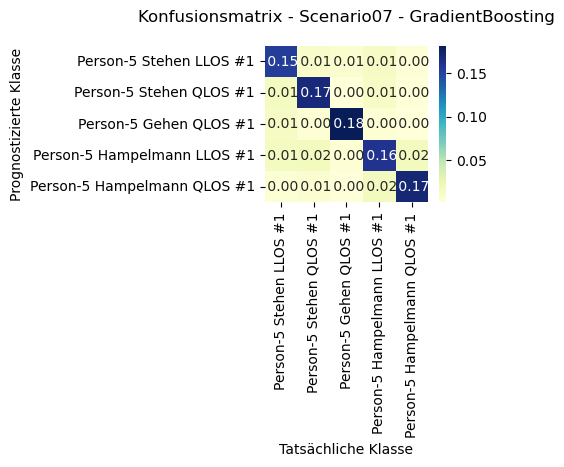 Konfusionsmatrix - Scenario07 - GradientBoosting
Prognostizierte Klasse
Person-5 Stehen LLOS #1 0.15 0.01 0.01 0.01 0.00
Person-5 Stehen QLOS #1 0.01 0.17 0.00 0.01 0.00
Person-5 Gehen QLOS #1 0.01 0.00 0.18 0.00 0.00
Person-5 Hampelmann LLOS #1 0.01 0.02 0.00 0.16 0.02
Person-5 Hampelmann QLOS #1 0.00 0.01 0.00 0.02 0.17
0.15
0.10
0.05
Person-5 Stehen LLOS #1
Person-5 Stehen QLOS #1
Person-5 Gehen QLOS #1
Person-5 Hampelmann LLOS #1
Person-5 Hampelmann QLOS #1
Tatsächliche Klasse